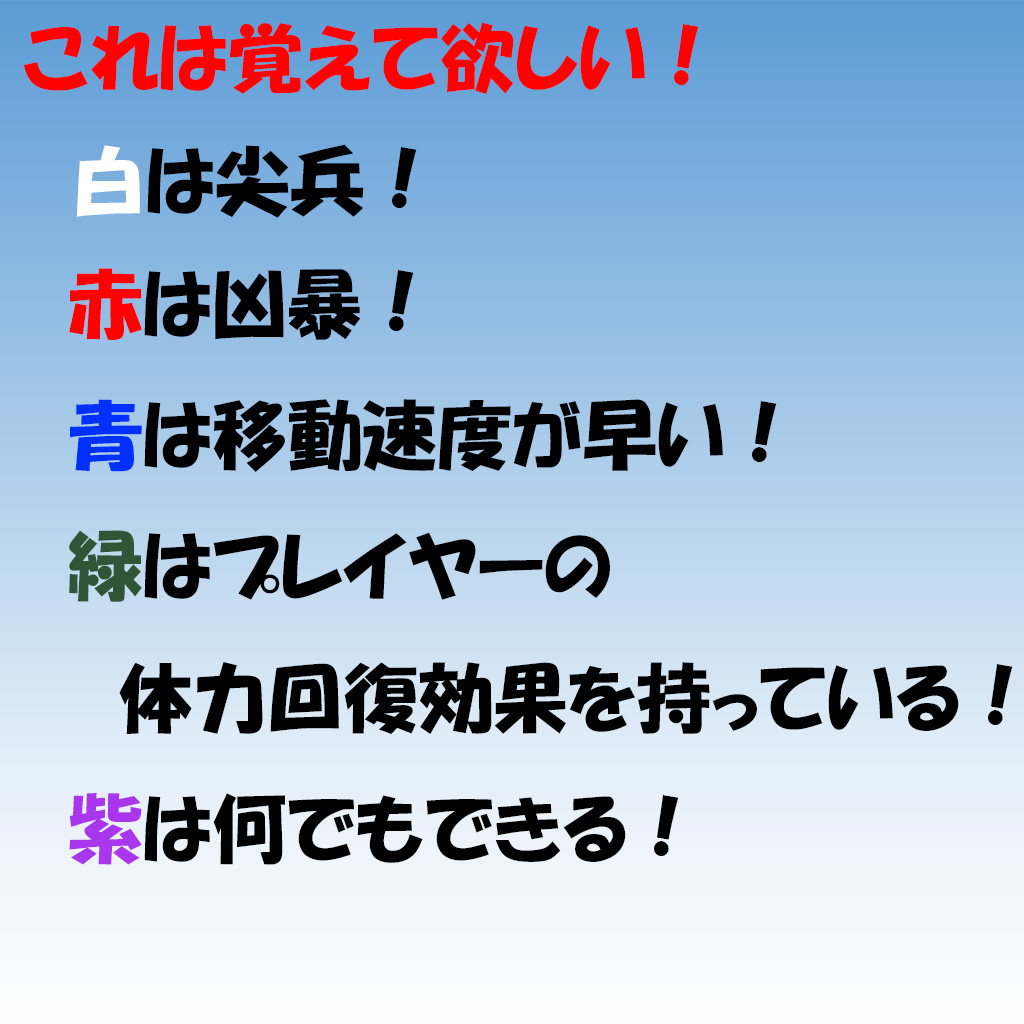 これは覚えて欲しい！
白は尖兵！
赤は凶暴！
青は移動速度が早い！
緑はプレイヤーの
体力回復効果を持っている！
紫は何でもできる！